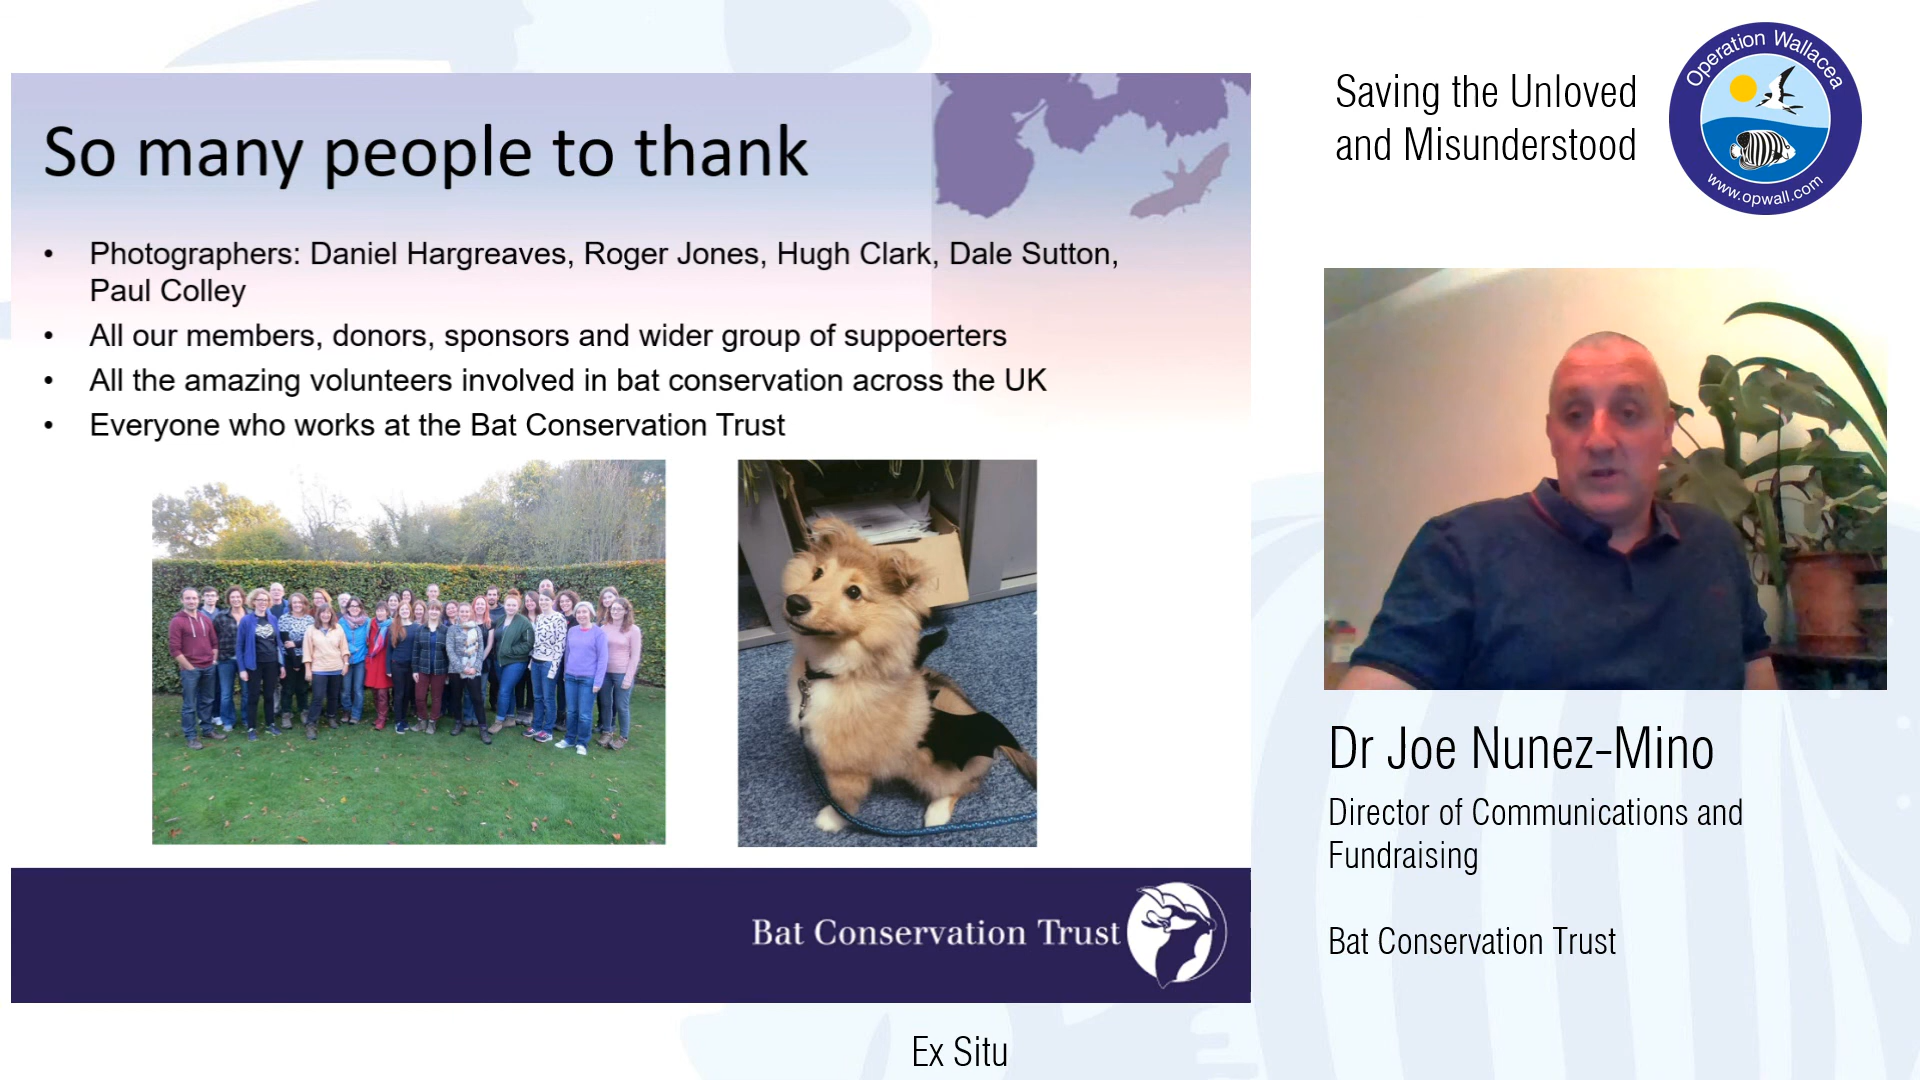 So many people to thank
• Photographers: Daniel Hargreaves, Roger Jones, Hugh Clark, Dale Sutton,
Paul Colley
• All our members, donors, sponsors and wider group of suppoerters
• All the amazing volunteers involved in bat conservation across the UK
• Everyone who works at the Bat Conservation Trust
Bat Conservation Trust
Saving the Unloved
and Misunderstood
Operation Wallacea
www.opwall.com
Dr Joe Nunez-Mino
Director of Communications and
Fundraising
Bat Conservation Trust
Ex Situ